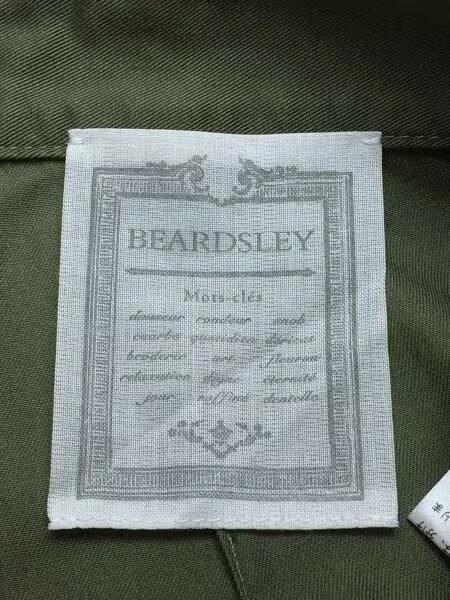 BEARDSLEY
Mots-clés
douceur rondeur snob
courbe quotidien délicat
broderie art fleuron
relaxation digne éternité
jour raffiné dentelle